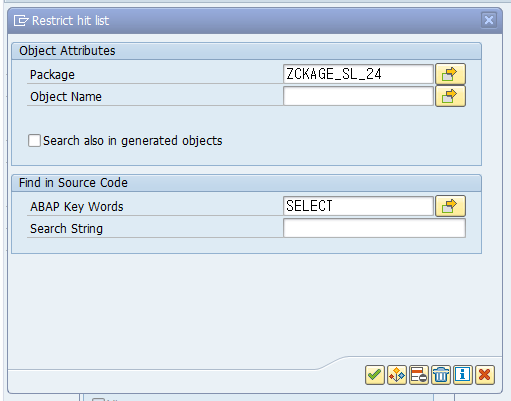 Restrict hit list
Object Attributes
Package ZCKAGE_SL_24
Object Name
Search also in generated objects
Find in Source Code
ABAP Key Words SELECT
Search String